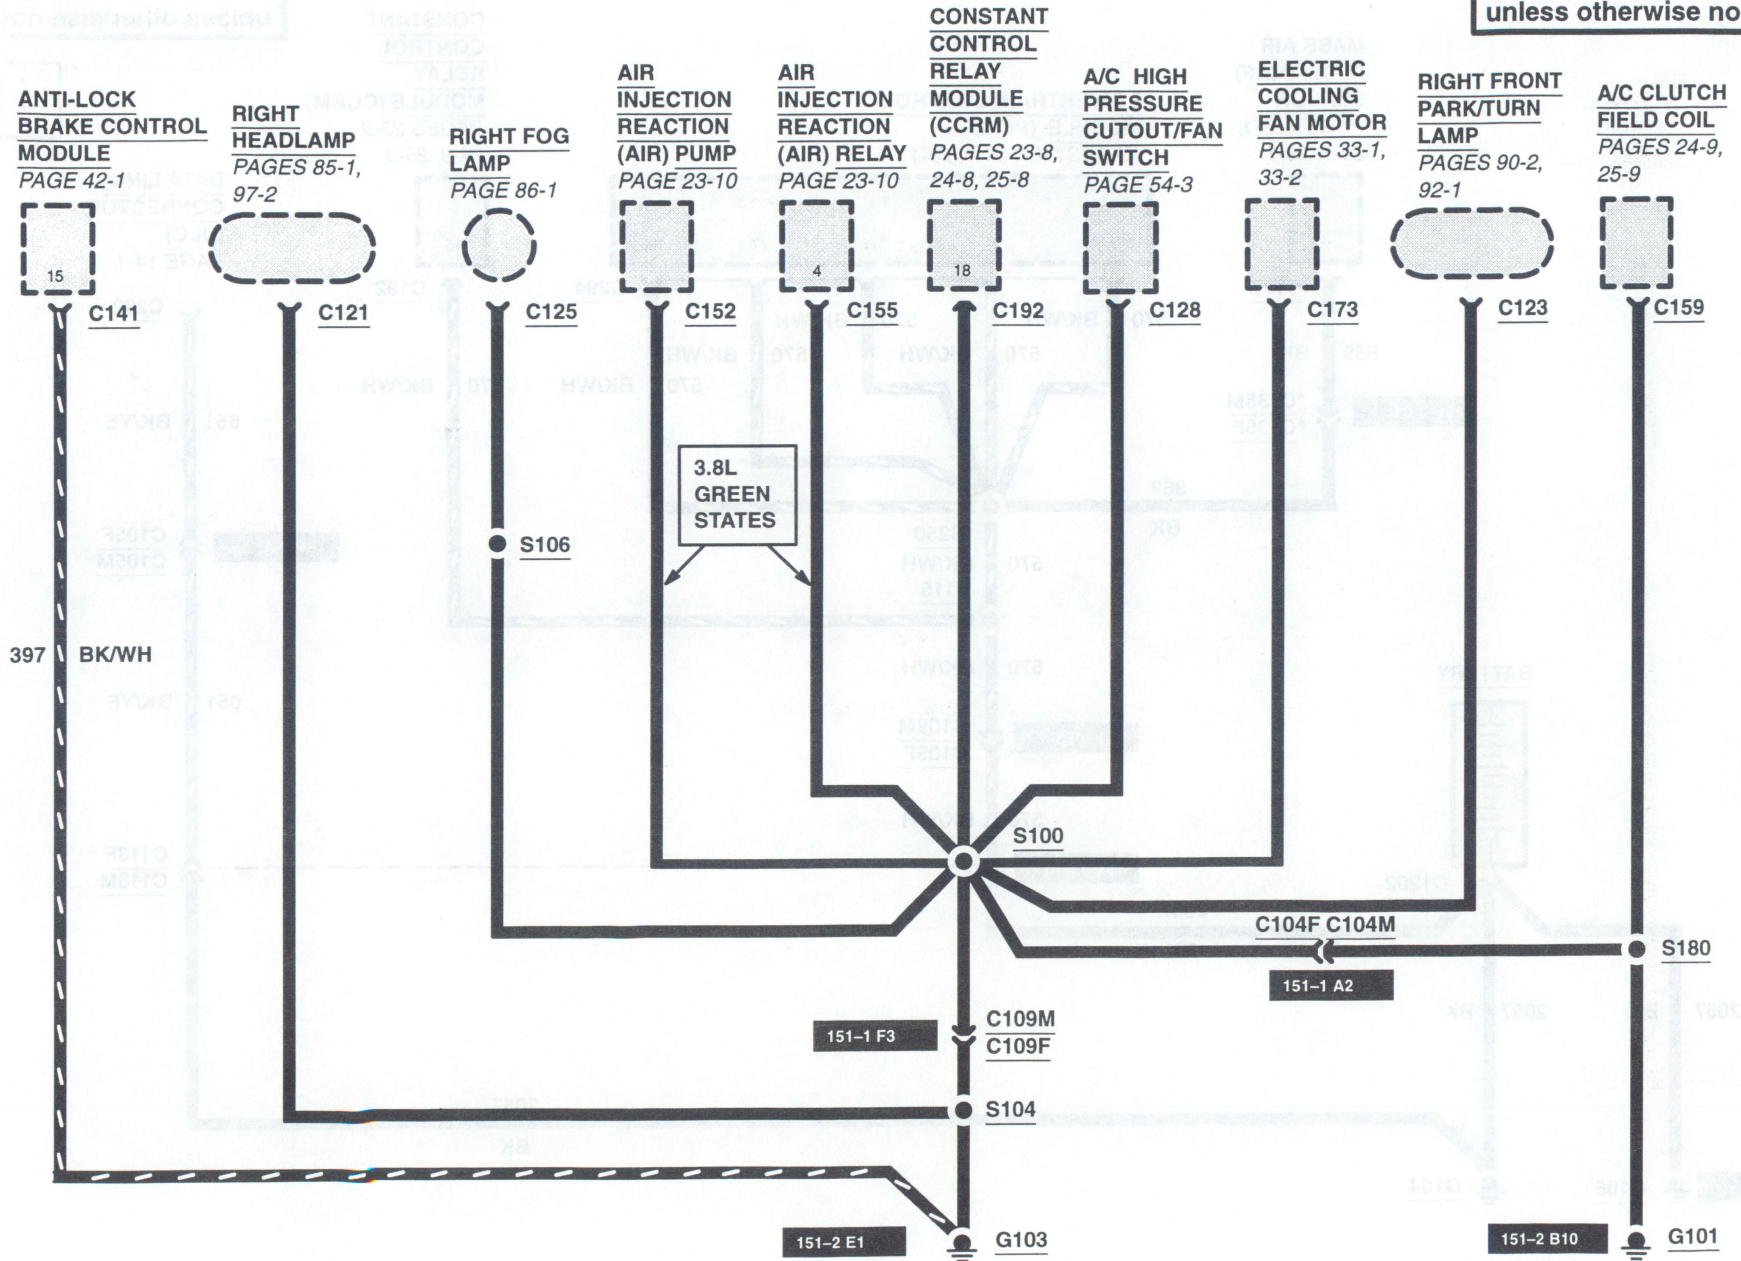 unless otherwise no
ANTI-LOCK
BRAKE CONTROL
MODULE
PAGE 42-1
RIGHT
HEADLAMP
PAGES 85-1,
97-2
RIGHT FOG
LAMP
PAGE 86-1
AIR
INJECTION
REACTION
(AIR) PUMP
PAGE 23-10
AIR
INJECTION
REACTION
(AIR) RELAY
PAGE 23-10
CONSTANT
CONTROL
RELAY
MODULE
(CCRM)
PAGES 23-8,
24-8, 25-8
A/C HIGH
PRESSURE
CUTOUT/FAN
SWITCH
PAGE 54-3
ELECTRIC
COOLING
FAN MOTOR
PAGES 33-1,
33-2
RIGHT FRONT
PARK/TURN
LAMP
PAGES 90-2,
92-1
A/C CLUTCH
FIELD COIL
PAGES 24-9,
25-9
15
4
18
C141
C121
C125
C152
C155
C192
C128
C173
C123
C159
3.8L
GREEN
STATES
S106
397 BK/WH
S100
C104F C104M
151–1 A2
S180
151–1 F3
C109M
C109F
S104
151–2 E1
G103
151–2 B10
G101